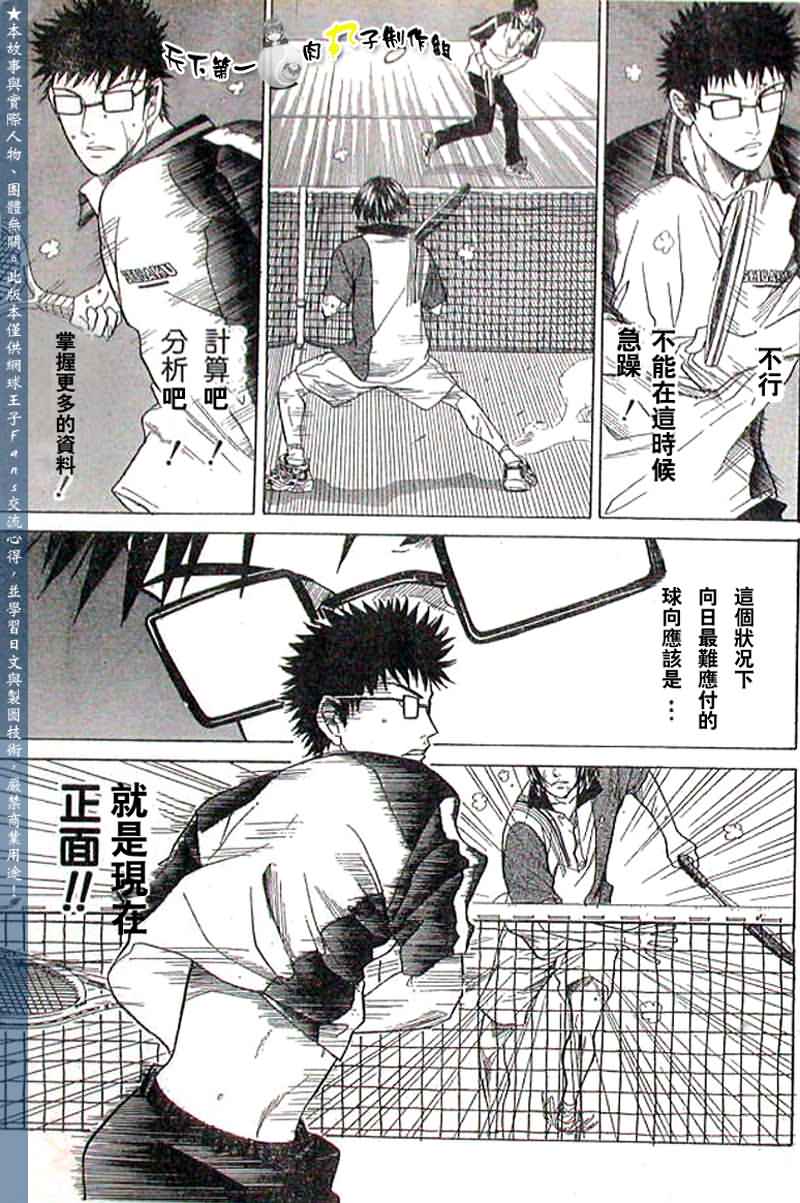 天下第一 肉丸子制作組
不行
不能在這時候
急躁！
計算吧！
分析吧！
掌握更多的資料！
SEIGAKU
SEIGAKU
這個狀况下
向日最難應付的
球向應該是…
就是現在
正面!!
★本故事與實際人物、團體無關。此版本僅供網球王子Fans交流心得，並學習日文與製圖技術，嚴禁商業用途！